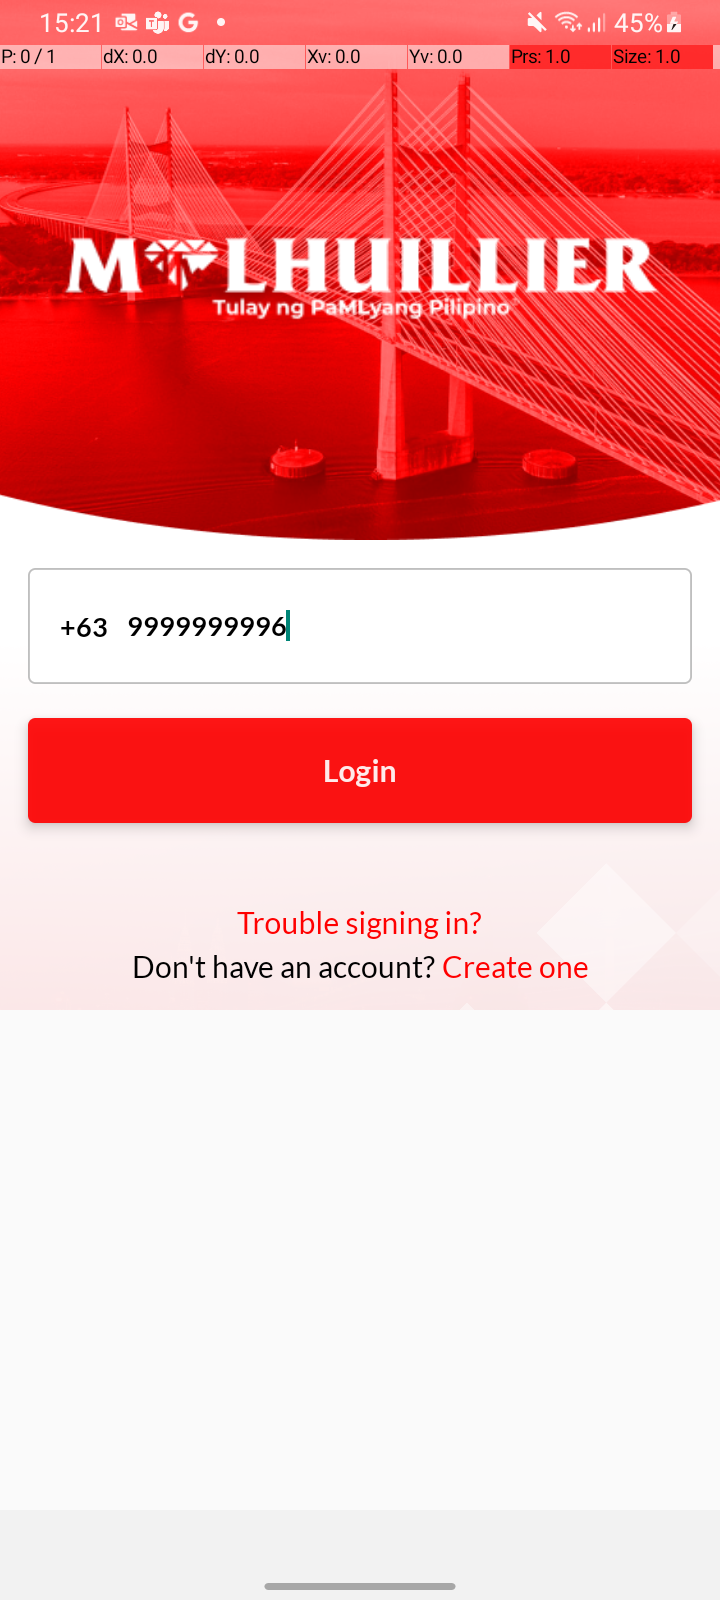 15:21 45%
P: 0 / 1 dX: 0.0 dY: 0.0 Xv: 0.0 Yv: 0.0 Prs: 1.0 Size: 1.0
M LHUILLIER
Tulay ng PaMLyang Pilipino
+63 9999999996
Login
Trouble signing in?
Don't have an account? Create one